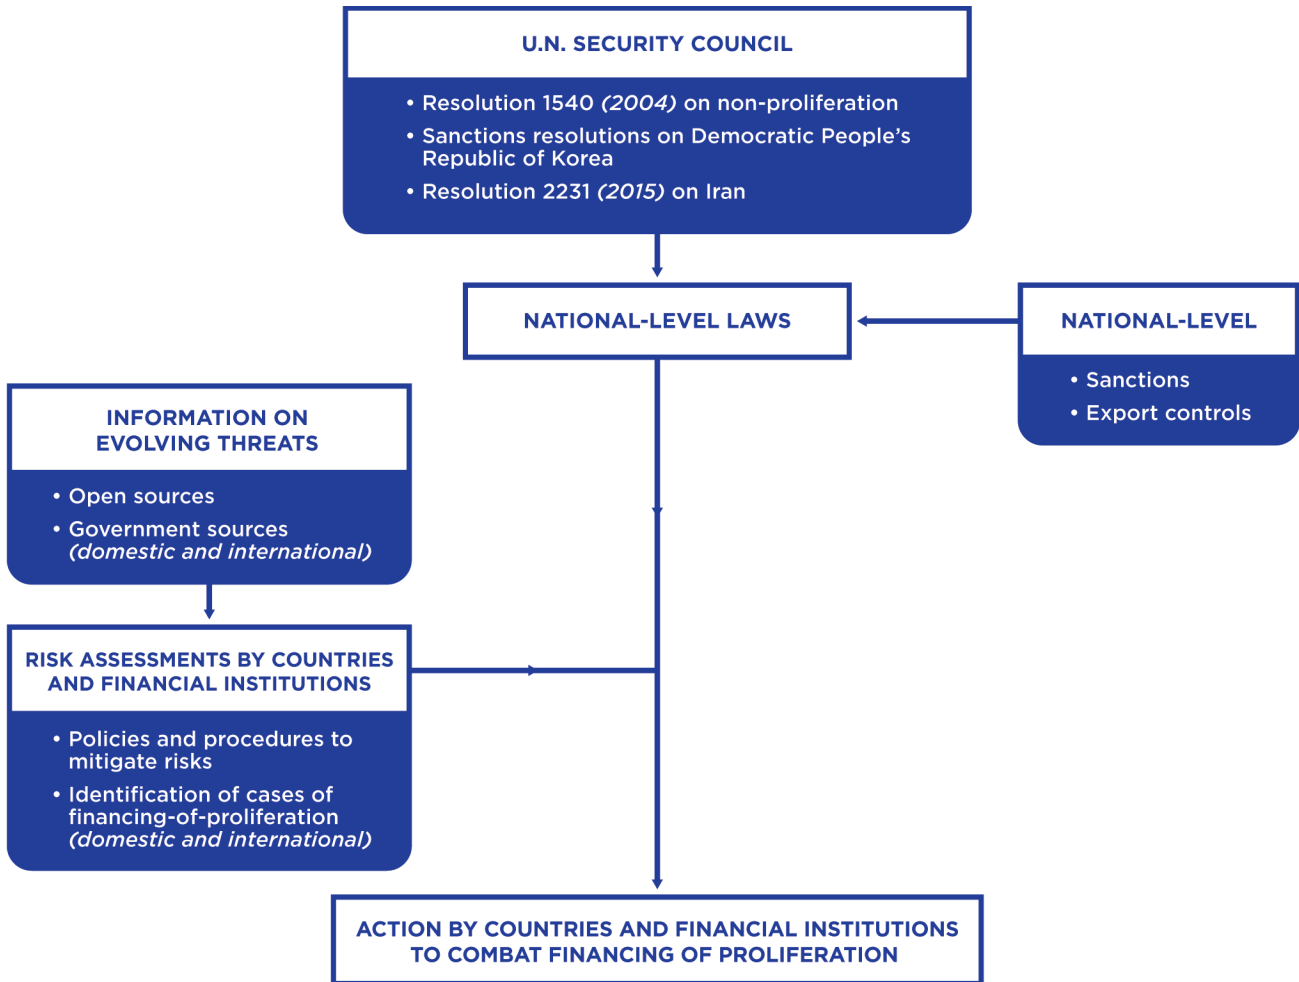 U.N. SECURITY COUNCIL
• Resolution 1540 (2004) on non-proliferation
• Sanctions resolutions on Democratic People’s
Republic of Korea
• Resolution 2231 (2015) on Iran
NATIONAL-LEVEL LAWS
NATIONAL-LEVEL
• Sanctions
• Export controls
INFORMATION ON
EVOLVING THREATS
• Open sources
• Government sources
(domestic and international)
RISK ASSESSMENTS BY COUNTRIES
AND FINANCIAL INSTITUTIONS
• Policies and procedures to
mitigate risks
• Identification of cases of
financing-of-proliferation
(domestic and international)
ACTION BY COUNTRIES AND FINANCIAL INSTITUTIONS
TO COMBAT FINANCING OF PROLIFERATION